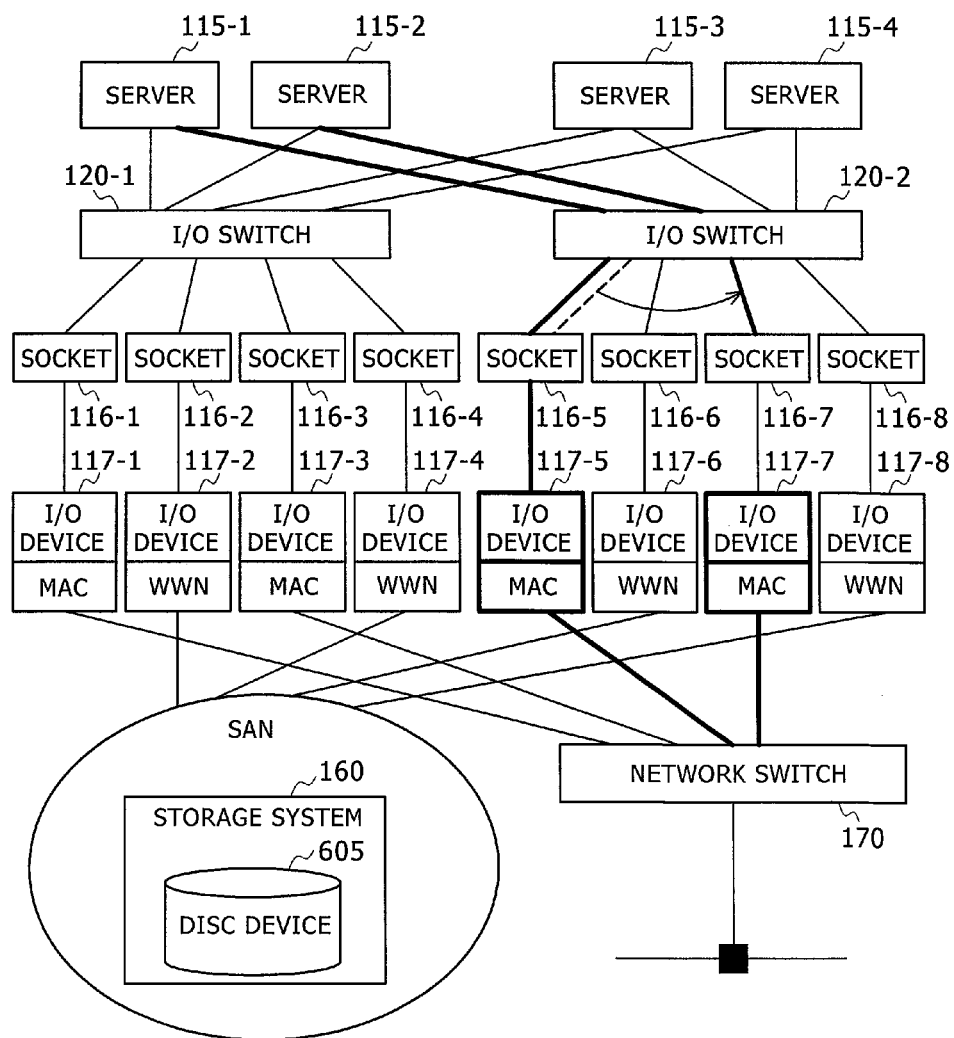 115-1 115-2 115-3 115-4
SERVER SERVER SERVER SERVER
120-1 120-2
I/O SWITCH I/O SWITCH
SOCKET SOCKET SOCKET SOCKET SOCKET SOCKET SOCKET SOCKET
116-1 116-2 116-3 116-4 116-5 116-6 116-7 116-8
117-1 117-2 117-3 117-4 117-5 117-6 117-7 117-8
I/O I/O I/O I/O I/O I/O I/O I/O
DEVICE DEVICE DEVICE DEVICE DEVICE DEVICE DEVICE DEVICE
MAC WWN MAC WWN MAC WWN MAC WWN
SAN
160
NETWORK SWITCH
STORAGE SYSTEM
170
605
DISC DEVICE